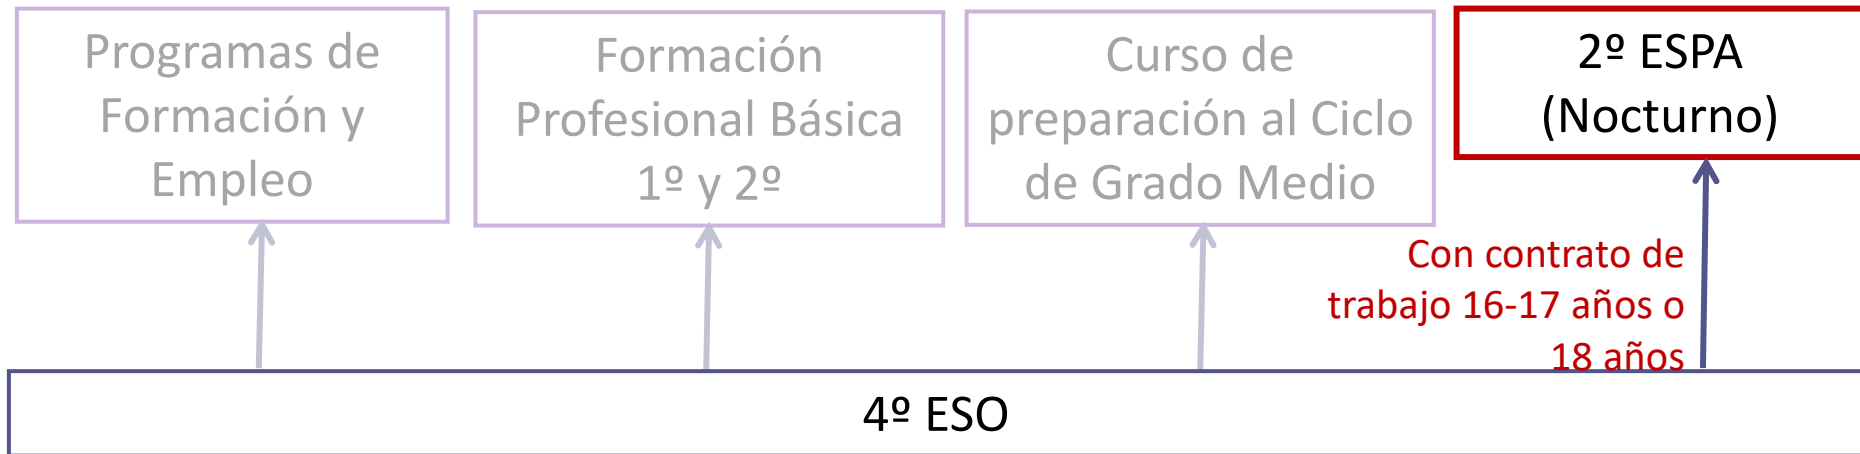 Programas de
Formación y
Empleo
Formación
Profesional Básica
1º y 2º
Curso de
preparación al Ciclo
de Grado Medio
2º ESPA
(Nocturno)
Con contrato de
trabajo 16-17 años o
18 años
4º ESO